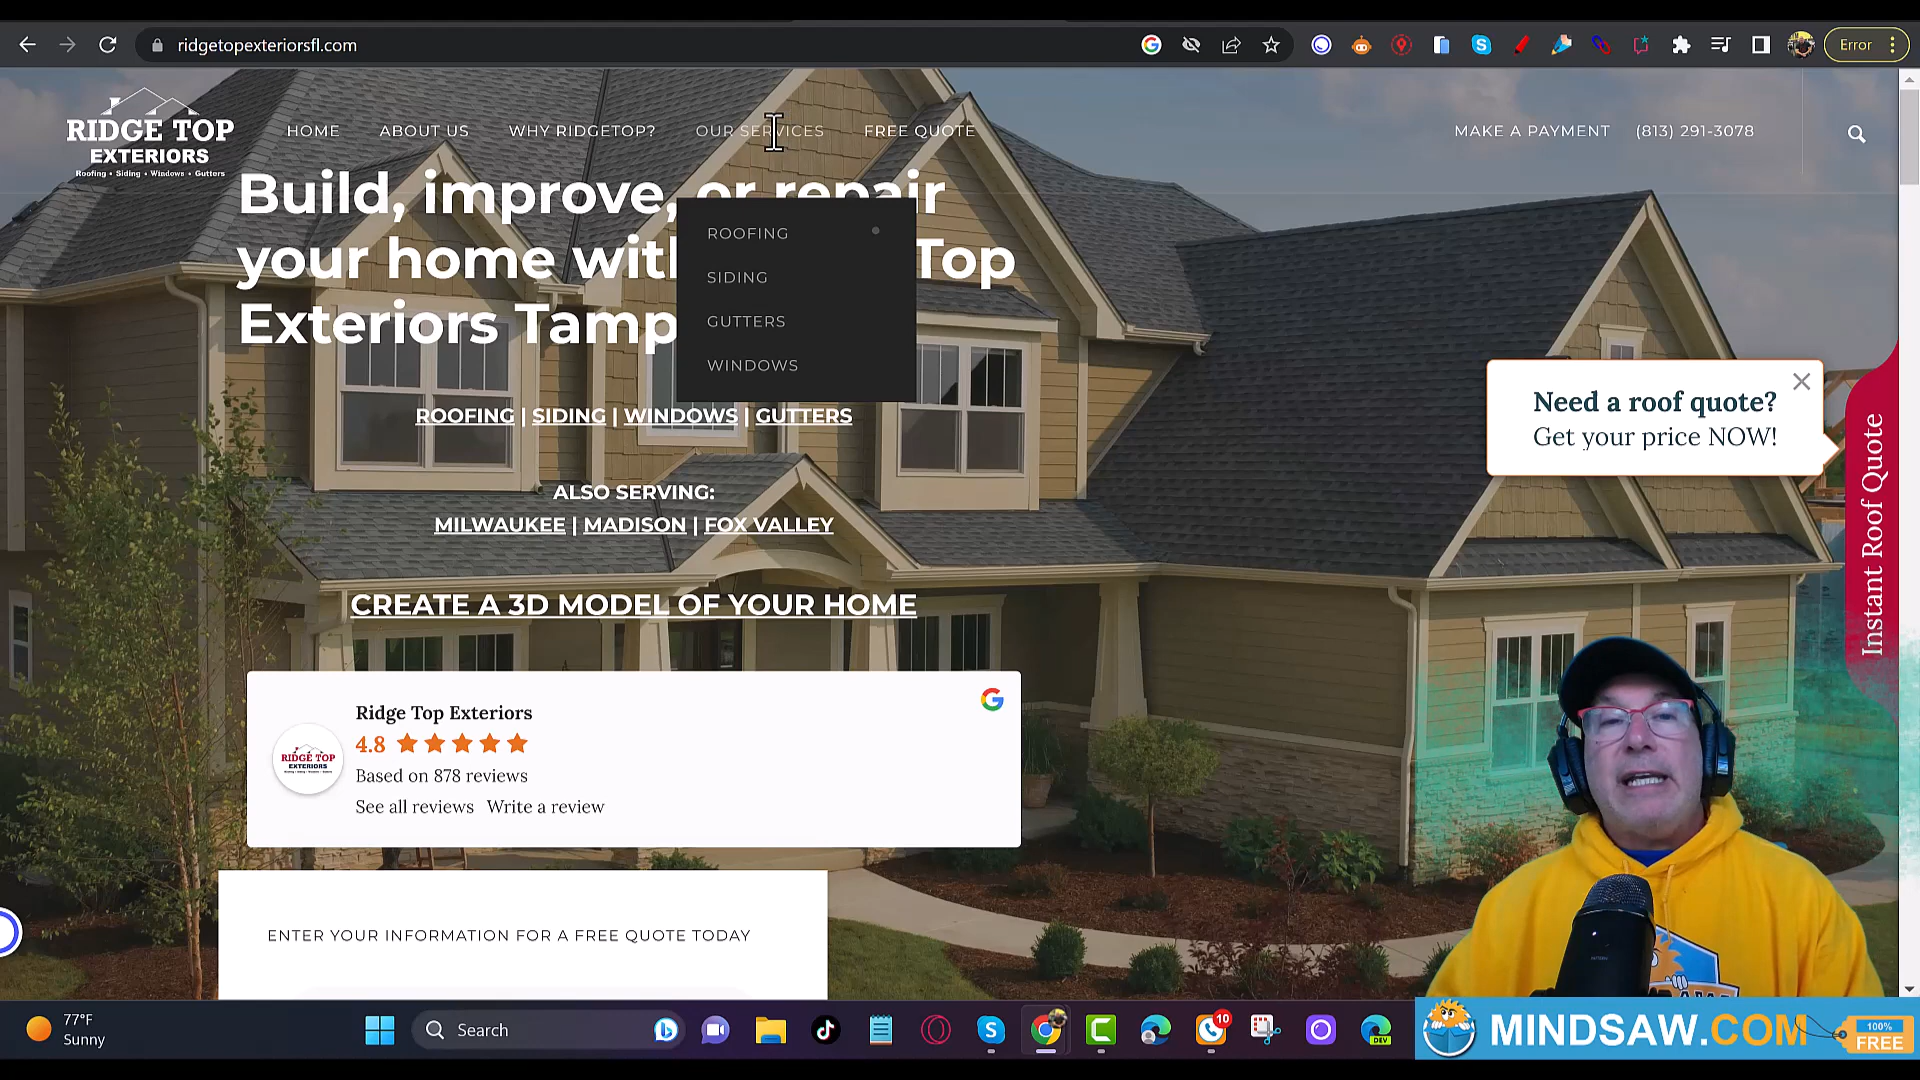 ridgetopexteriorsfl.com
Error
RIDGE TOP
EXTERIORS
Roofing • Siding • Windows • Gutters
HOME
ABOUT US
WHY RIDGETOP?
OUR SERVICES
FREE QUOTE
MAKE A PAYMENT
(813) 291-3078
Build, improve, or repair
your home with Top
Exteriors Tamp
ROOFING
SIDING
GUTTERS
WINDOWS
ROOFING | SIDING | WINDOWS | GUTTERS
ALSO SERVING:
MILWAUKEE | MADISON | FOX VALLEY
CREATE A 3D MODEL OF YOUR HOME
Need a roof quote?
Get your price NOW!
Instant Roof Quote
RIDGE TOP
EXTERIORS
Ridge Top Exteriors
4.8
Based on 878 reviews
See all reviews Write a review
ENTER YOUR INFORMATION FOR A FREE QUOTE TODAY
77°F
Sunny
Search
10
DEV
MINDSAW.COM
100%
FREE